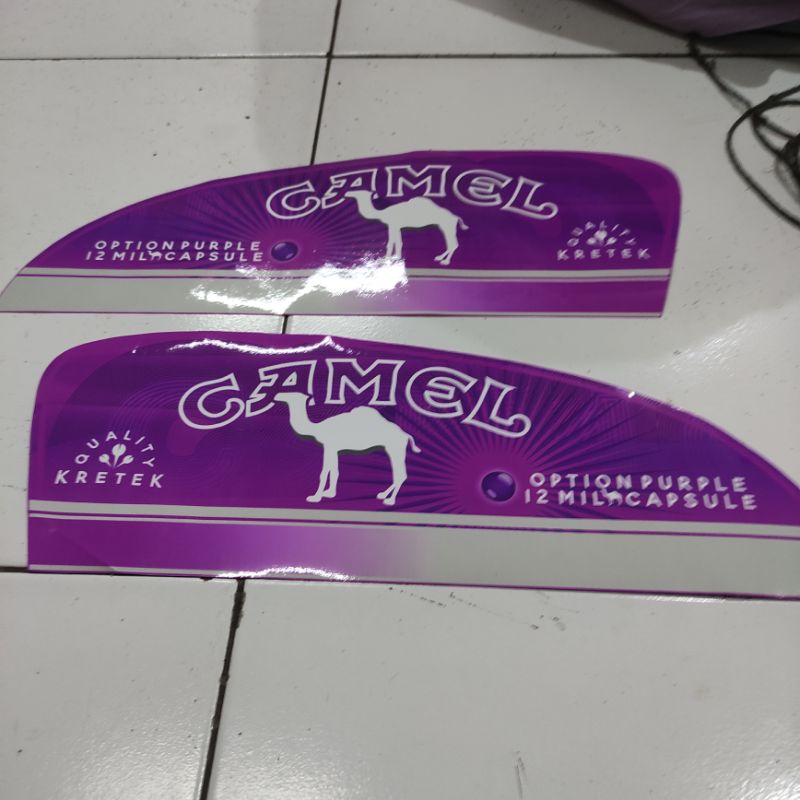 CAMEL
OPTION PURPLE
12 MILD CAPSULE
QUALITY
KRETEK
CAMEL
QUALITY
KRETEK
OPTION PURPLE
12 MILD CAPSULE